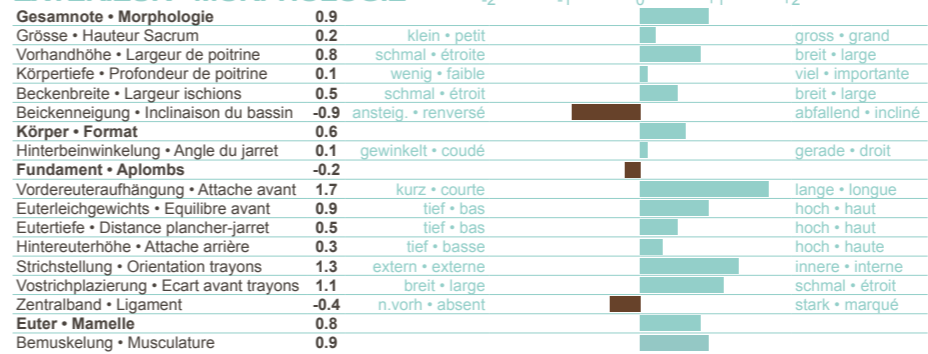 -2 -1 0 +1 +2
Gesamnote • Morphologie 0.9
Grösse • Hauteur Sacrum 0.2 klein • petit gross • grand
Vorhandhöhe • Largeur de poitrine 0.8 schmal • étroite breit • large
Körpertiefe • Profondeur de poitrine 0.1 wenig • faible viel • importante
Beckenbreite • Largeur ischions 0.5 schmal • étroit breit • large
Beickenneigung • Inclinaison du bassin -0.9 ansteig. • renversé abfallend • incliné
Körper • Format 0.6
Hinterbeinwinkelung • Angle du jarret 0.1 gewinkelt • coudé gerade • droit
Fundament • Aplombs -0.2
Vordereuteraufhängung • Attache avant 1.7 kurz • courte lange • longue
Euterleichgewichts • Equilibre avant 0.9 tief • bas hoch • haut
Eutertiefe • Distance plancher-jarret 0.5 tief • bas hoch • haut
Hintereuterhöhe • Attache arrière 0.3 tief • basse hoch • haute
Strichstellung • Orientation trayons 1.3 extern • externe innere • interne
Vostrichplazierung • Ecart avant trayons 1.1 breit • large schmal • étroit
Zentralband • Ligament -0.4 n.vorh • absent stark • marqué
Euter • Mamelle 0.8
Bemuskelung • Musculature 0.9